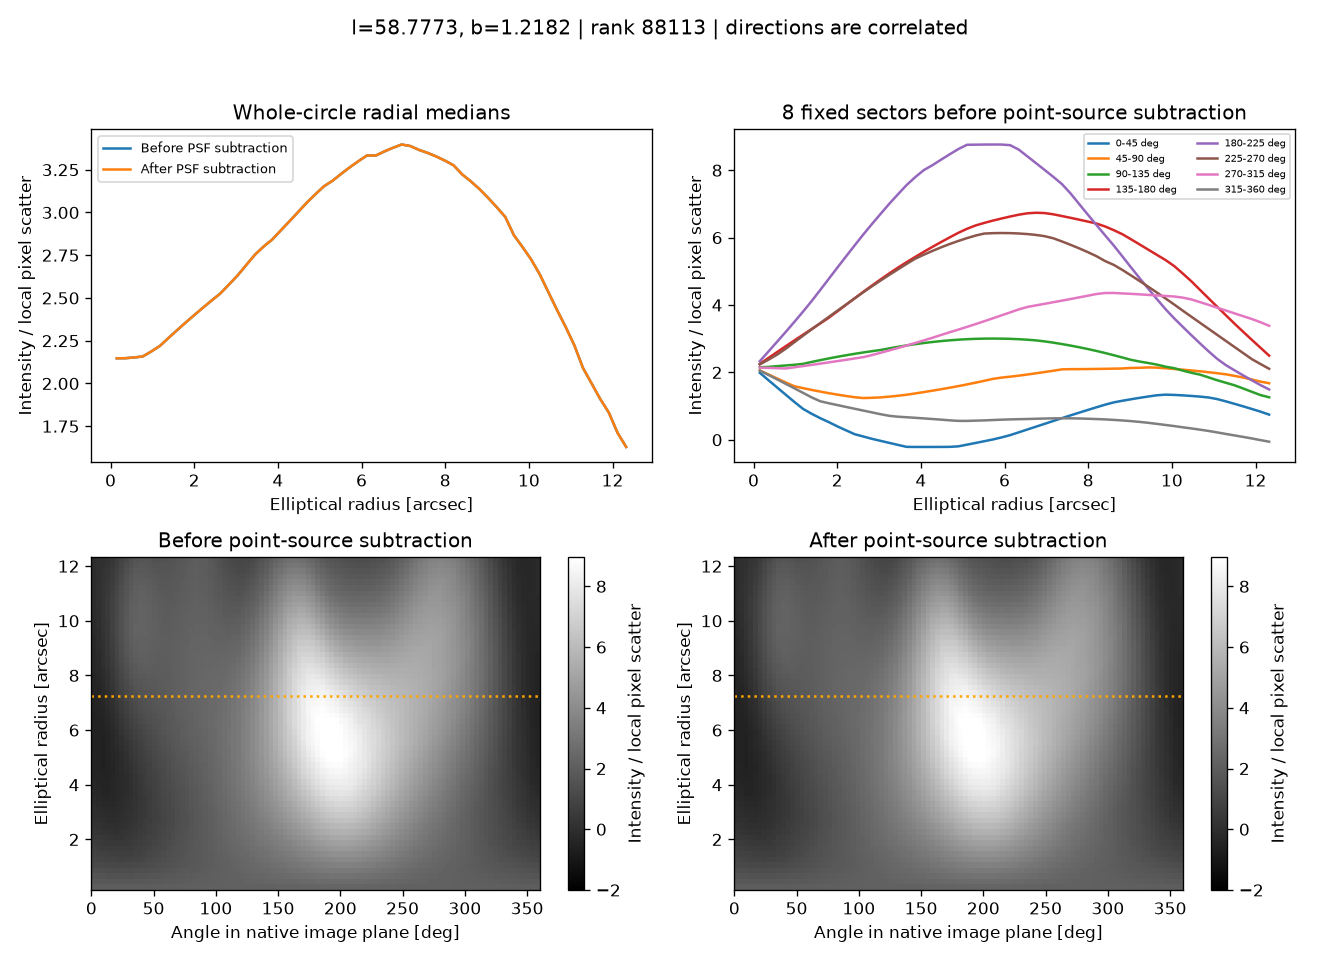 l=58.7773, b=1.2182 | rank 88113 | directions are correlated
Whole-circle radial medians
Before PSF subtraction
After PSF subtraction
3.25
3.00
2.75
2.50
2.25
2.00
1.75
Intensity / local pixel scatter
0 2 4 6 8 10 12
Elliptical radius [arcsec]
8 fixed sectors before point-source subtraction
0-45 deg
45-90 deg
90-135 deg
135-180 deg
180-225 deg
225-270 deg
270-315 deg
315-360 deg
8
6
4
2
0
Intensity / local pixel scatter
0 2 4 6 8 10 12
Elliptical radius [arcsec]
Before point-source subtraction
12
10
8
6
4
2
Elliptical radius [arcsec]
0 50 100 150 200 250 300 350
Angle in native image plane [deg]
8
6
4
2
0
−2
Intensity / local pixel scatter
After point-source subtraction
12
10
8
6
4
2
Elliptical radius [arcsec]
0 50 100 150 200 250 300 350
Angle in native image plane [deg]
8
6
4
2
0
−2
Intensity / local pixel scatter